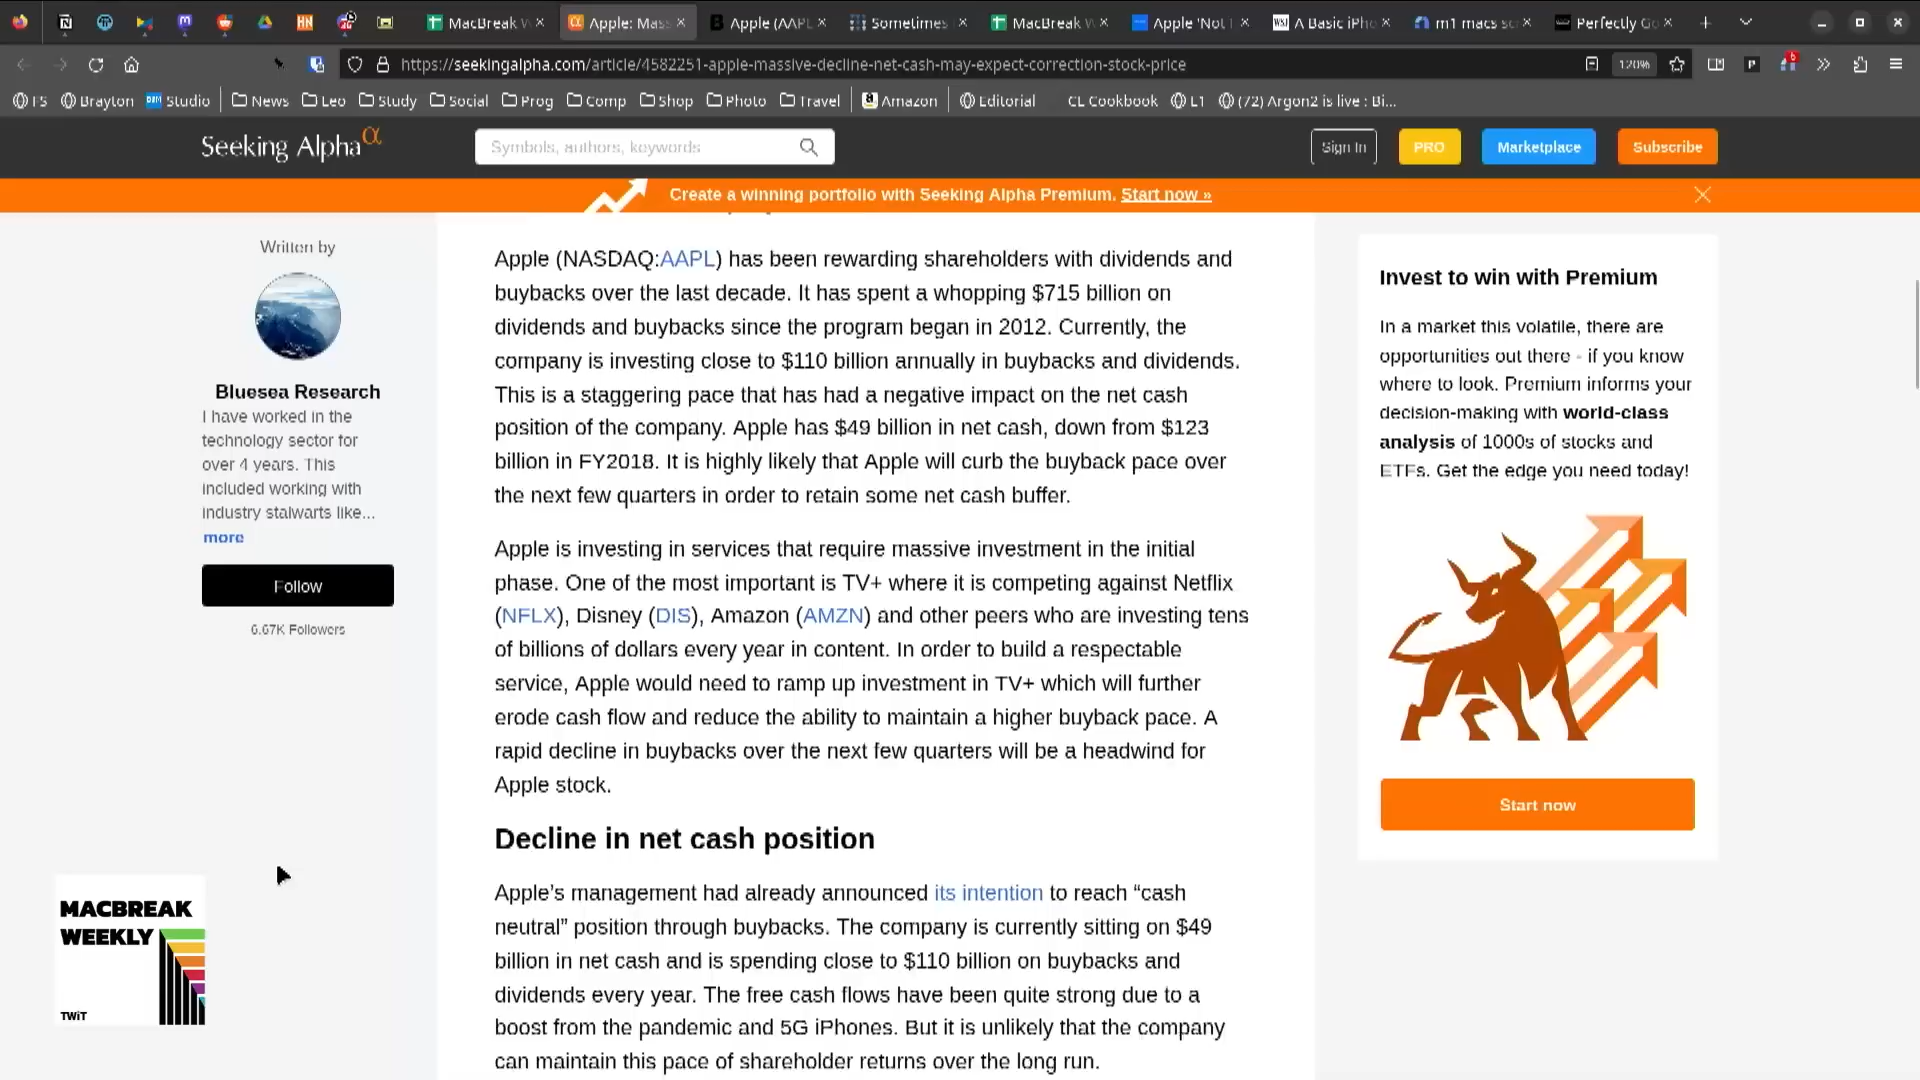 MacBreak W
Apple: Mas
Apple (AAPL
Sometimes
MacBreak W
Apple 'Not
A Basic iPho
m1 macs sc
Perfectly Go
https://seekingalpha.com/article/4582251-apple-massive-decline-net-cash-may-expect-correction-stock-price
120%
FS
Brayton
Studio
News
Leo
Study
Social
Prog
Comp
Shop
Photo
Travel
Amazon
Editorial
CL Cookbook
L1
(72) Argon2 is live : Bi...
Seeking Alpha α
Symbols, authors, keywords
Sign In
PRO
Marketplace
Subscribe
Create a winning portfolio with Seeking Alpha Premium. Start now »
Written by
Bluesea Research
I have worked in the
technology sector for
over 4 years. This
included working with
industry stalwarts like...
more
Follow
6.67K Followers
Apple (NASDAQ:AAPL) has been rewarding shareholders with dividends and
buybacks over the last decade. It has spent a whopping $715 billion on
dividends and buybacks since the program began in 2012. Currently, the
company is investing close to $110 billion annually in buybacks and dividends.
This is a staggering pace that has had a negative impact on the net cash
position of the company. Apple has $49 billion in net cash, down from $123
billion in FY2018. It is highly likely that Apple will curb the buyback pace over
the next few quarters in order to retain some net cash buffer.
Apple is investing in services that require massive investment in the initial
phase. One of the most important is TV+ where it is competing against Netflix
(NFLX), Disney (DIS), Amazon (AMZN) and other peers who are investing tens
of billions of dollars every year in content. In order to build a respectable
service, Apple would need to ramp up investment in TV+ which will further
erode cash flow and reduce the ability to maintain a higher buyback pace. A
rapid decline in buybacks over the next few quarters will be a headwind for
Apple stock.
Decline in net cash position
Apple's management had already announced its intention to reach “cash
neutral” position through buybacks. The company is currently sitting on $49
billion in net cash and is spending close to $110 billion on buybacks and
dividends every year. The free cash flows have been quite strong due to a
boost from the pandemic and 5G iPhones. But it is unlikely that the company
can maintain this pace of shareholder returns over the long run.
Invest to win with Premium
In a market this volatile, there are
opportunities out there - if you know
where to look. Premium informs your
decision-making with world-class
analysis of 1000s of stocks and
ETFs. Get the edge you need today!
Start now
MACBREAK
WEEKLY
TWiT